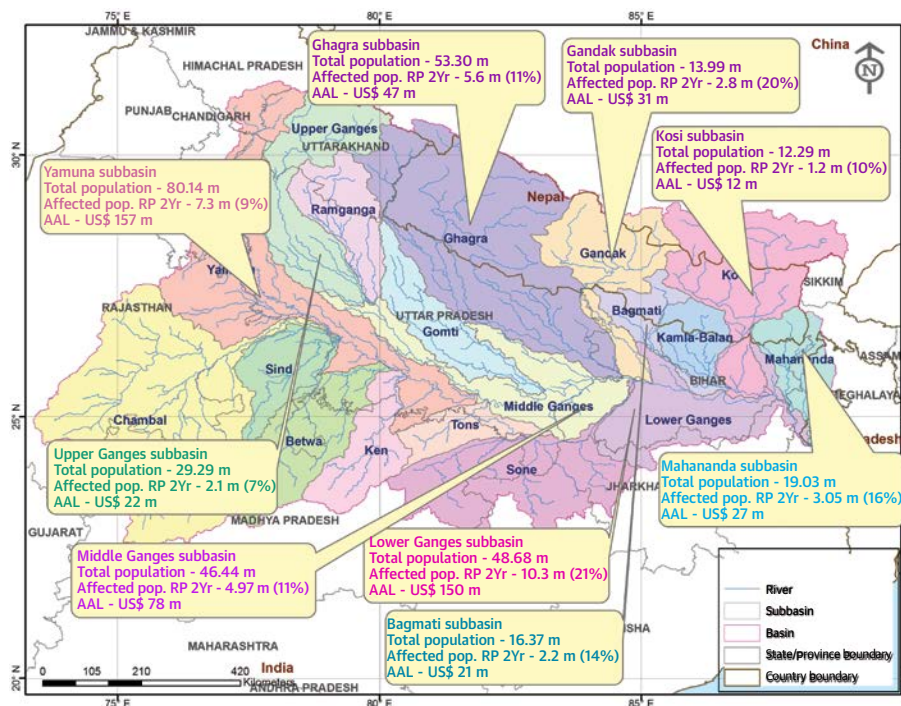 75° E
80° E
85° E
JAMMU & KASHMIR
China
N
HIMACHAL PRADESH
PUNJAB
CHANDIGARH
Ghagra subbasin
Total population - 53.30 m
Affected pop. RP 2Yr - 5.6 m (11%)
AAL - US$ 47 m
Gandak subbasin
Total population - 13.99 m
Affected pop. RP 2Yr - 2.8 m (20%)
AAL - US$ 31 m
Kosi subbasin
Total population - 12.29 m
Affected pop. RP 2Yr - 1.2 m (10%)
AAL - US$ 12 m
Yamuna subbasin
Total population - 80.14 m
Affected pop. RP 2Yr - 7.3 m (9%)
AAL - US$ 157 m
30°
Upper Ganges
UTTARAKHAND
Nepal
Ramganga
Ghagra
Gandak
SIKKIM
RAJASTHAN
UTTAR PRADESH
Bagmati
Gomti
Kamla-Balan
ASSAM
Sind
BIHAR
MEGHALAYA
Middle Ganges
Chambal
25°
Lower Ganges
Tons
Betwa
Ken
Sone
Upper Ganges subbasin
Total population - 29.29 m
Affected pop. RP 2Yr - 2.1 m (7%)
AAL - US$ 22 m
Mahananda subbasin
Total population - 19.03 m
Affected pop. RP 2Yr - 3.05 m (16%)
AAL - US$ 27 m
MADHYA PRADESH
GUJARAT
Middle Ganges subbasin
Total population - 46.44 m
Affected pop. RP 2Yr - 4.97 m (11%)
AAL - US$ 78 m
Lower Ganges subbasin
Total population - 48.68 m
Affected pop. RP 2Yr - 10.3 m (21%)
AAL - US$ 150 m
Bagmati subbasin
Total population - 16.37 m
Affected pop. RP 2Yr - 2.2 m (14%)
AAL - US$ 21 m
River
Subbasin
Basin
State/Province boundary
Country boundary
MAHARASHTRA
India
ANDHRA PRADESH
0 105 210 420
Kilometers
20°
75° E
80° E
85° E